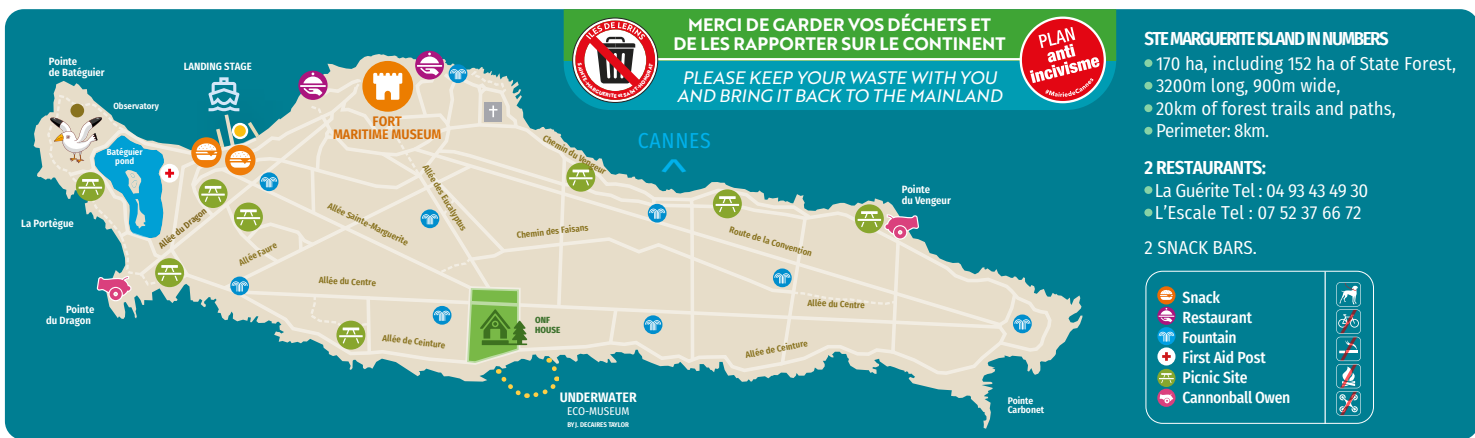 MERCI DE GARDER VOS DÉCHETS ET
DE LES RAPPORTER SUR LE CONTINENT
PLEASE KEEP YOUR WASTE WITH YOU
AND BRING IT BACK TO THE MAINLAND
ILES DE LERINS
SAINTE-MARGUERITE ET SAINT-HONORAT
PLAN
anti
incivisme
#MairiedeCannes
Pointe
de Batéguier
LANDING STAGE
Observatory
Batéguier
pond
FORT
MARITIME MUSEUM
CANNES
Chemin du Vengeur
Allée des Eucalyptus
Pointe
du Vengeur
La Portègue
Allée du Dragon
Allée Sainte-Marguerite
Chemin des Faisans
Route de la Convention
Allée Faure
Allée du Centre
Allée du Centre
Pointe
du Dragon
ONF
HOUSE
Allée de Ceinture
Allée de Ceinture
UNDERWATER
ECO-MUSEUM
BY J. DECAIRES TAYLOR
Pointe
Carbonet
STE MARGUERITE ISLAND IN NUMBERS
170 ha, including 152 ha of State Forest,
3200m long, 900m wide,
20km of forest trails and paths,
Perimeter: 8km.
2 RESTAURANTS:
La Guérite Tel : 04 93 43 49 30
L'Escale Tel : 07 52 37 66 72
2 SNACK BARS.
Snack
Restaurant
Fountain
First Aid Post
Picnic Site
Cannonball Owen